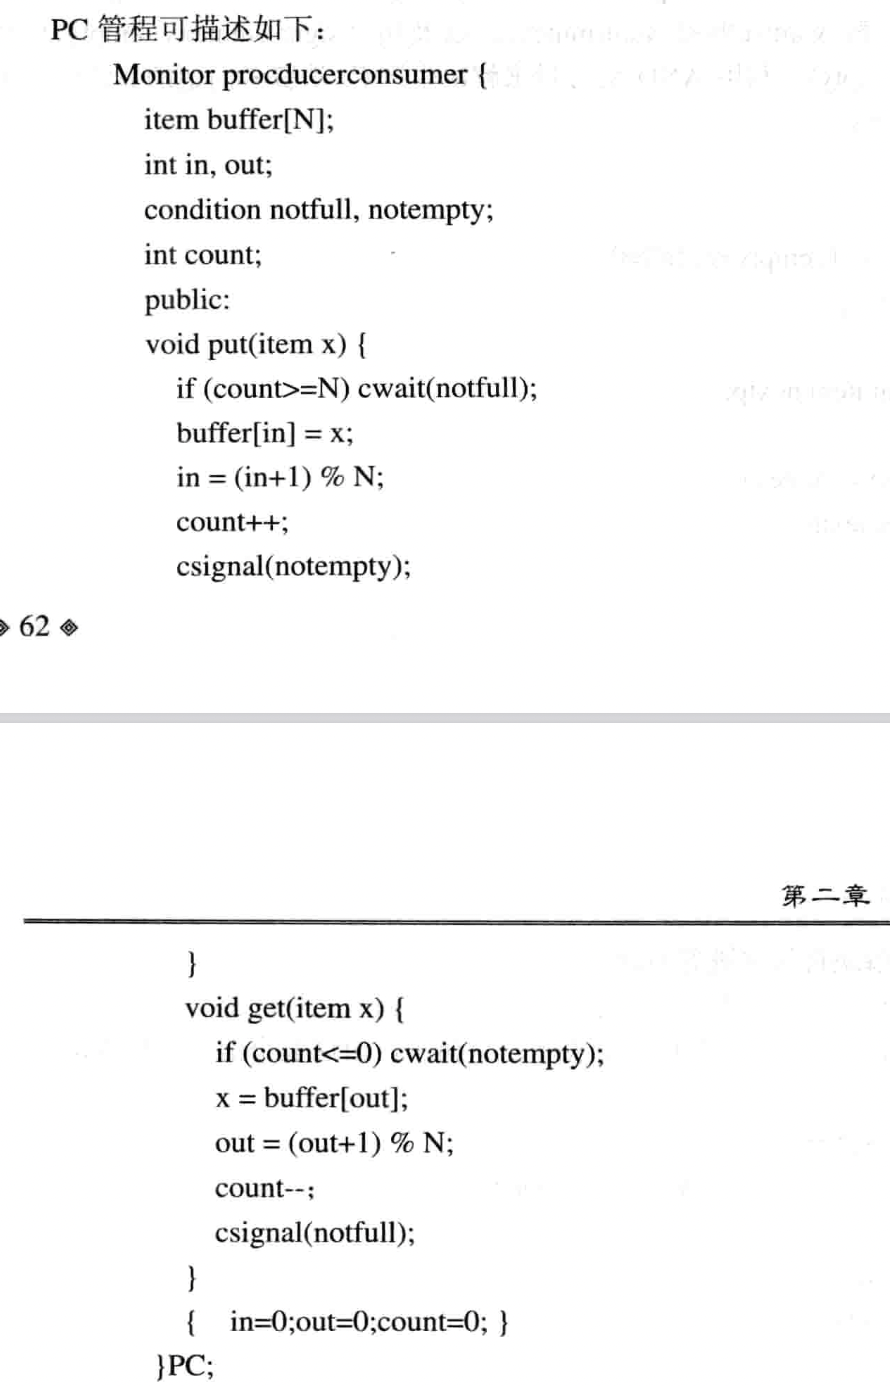 PC 管程可描述如下：
Monitor procducerconsumer {
item buffer[N];
int in, out;
condition notfull, notempty;
int count;
public:
void put(item x) {
if (count>=N) cwait(notfull);
buffer[in] = x;
in = (in+1) % N;
count++;
csignal(notempty);
62
第二章
}
void get(item x) {
if (count<=0) cwait(notempty);
x = buffer[out];
out = (out+1) % N;
count--;
csignal(notfull);
}
{ in=0;out=0;count=0; }
}PC;